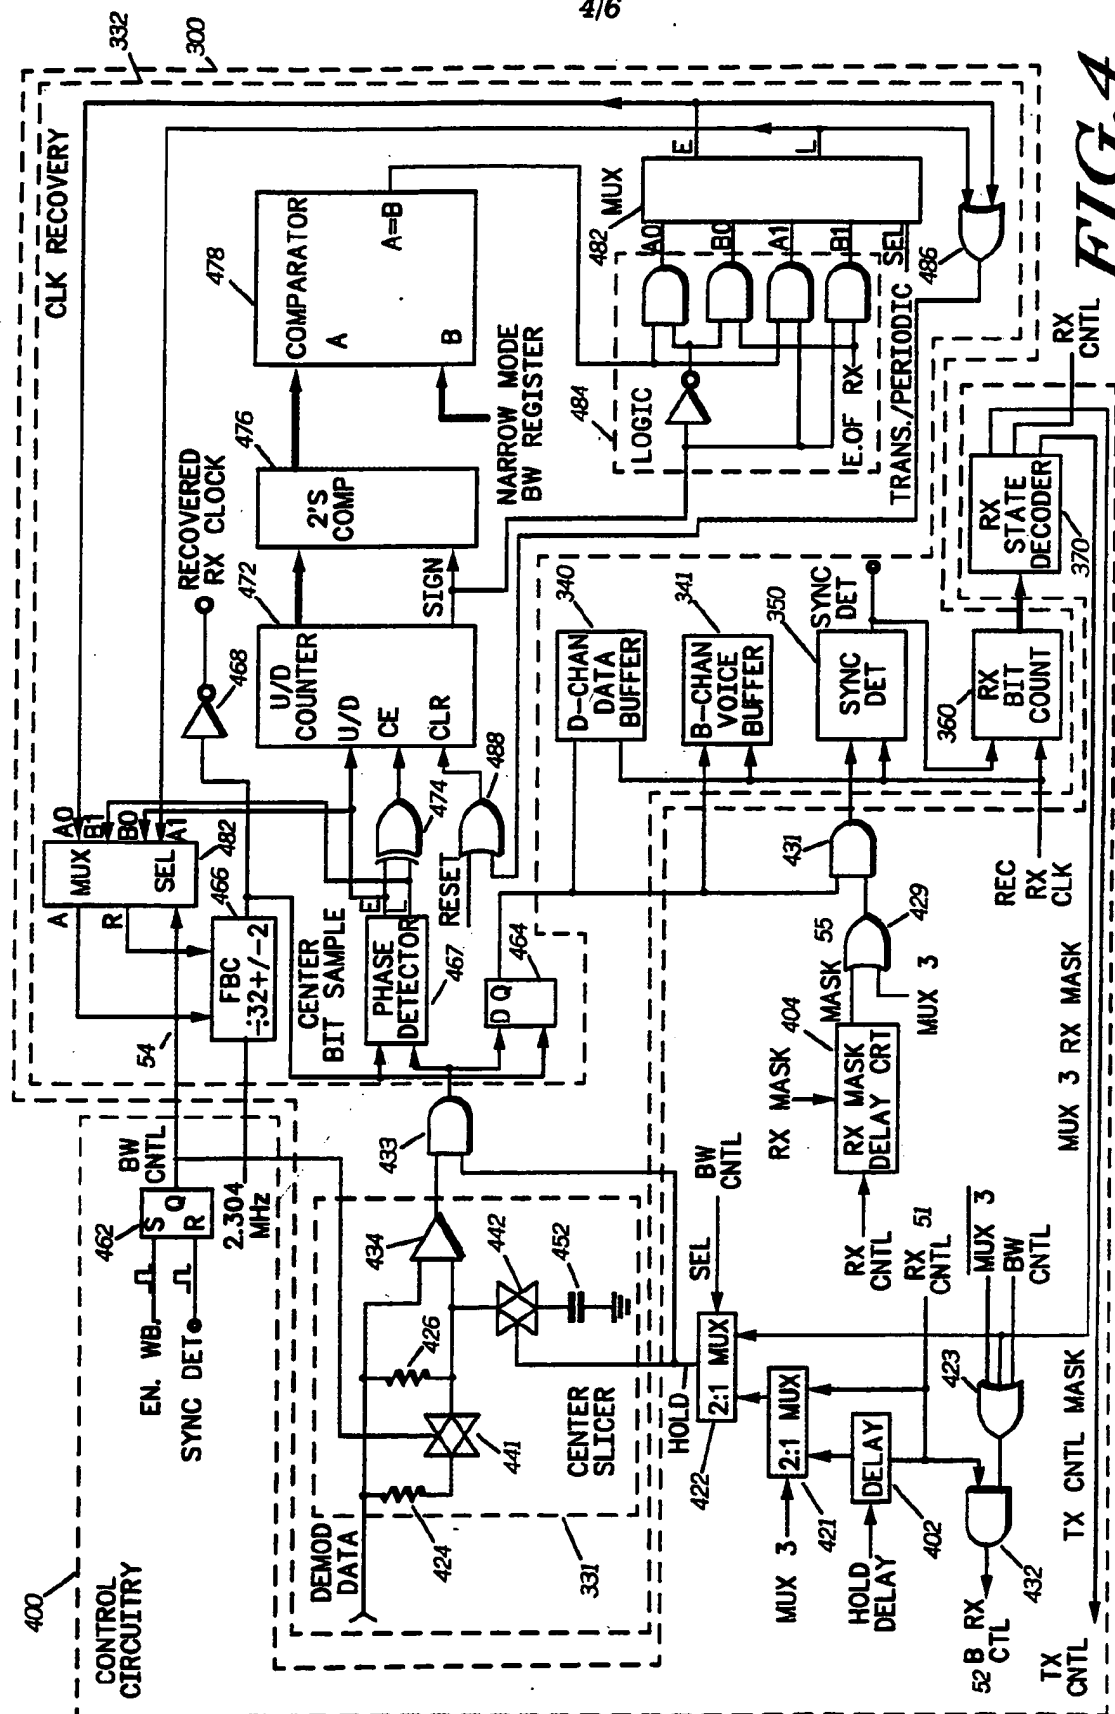 4/6
400
CONTROL
CIRCUITRY
EN. WB
SYNC DET
462
S
Q
R
BW
CNTL
2.304
MHz
54
CLK RECOVERY
332
300
A
R
MUX
SEL
A0
B1
B0
A1
482
466
FBC
÷32+/-2
468
RECOVERED
RX CLOCK
CENTER
BIT SAMPLE
PHASE
DETECTOR
E
L
467
474
RESET
488
D Q
464
472
U/D
COUNTER
U/D
CE
CLR
SIGN
476
2'S
COMP
478
COMPARATOR
A
B
A=B
NARROW MODE
BW REGISTER
484
LOGIC
E.OF RX
TRANS./PERIODIC
482
MUX
A0
B0
A1
B1
SEL
E
L
486
DEMOD
DATA
424
426
434
441
442
452
CENTER
SLICER
331
433
D-CHAN
DATA
BUFFER
340
B-CHAN
VOICE
BUFFER
341
350
SYNC
DET
SYNC
DET
431
429
MASK
55
MUX 3
404
RX MASK
RX MASK
DELAY CRT
RX
CNTL
360
RX
BIT
COUNT
REC
RX
CLK
RX
STATE
DECODER
370
RX
CNTL
HOLD
SEL
BW
CNTL
422
2:1 MUX
MUX 3
421
2:1 MUX
HOLD
DELAY
DELAY
402
RX
CNTL
51
423
MUX 3
BW
CNTL
432
52
B RX
CTL
TX
CNTL
TX CNTL MASK
MUX 3 RX MASK
FIG. 4